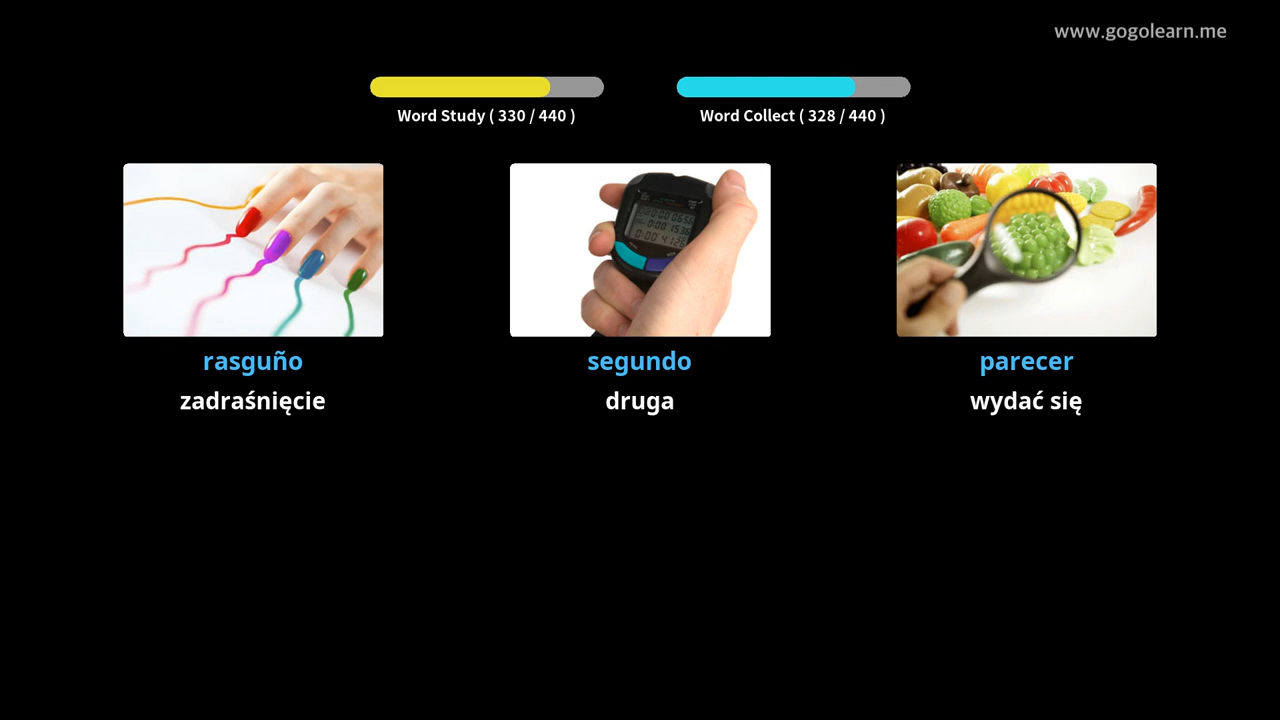 www.gogolearn.me
Word Study ( 330 / 440 )
Word Collect ( 328 / 440 )
rasguño
segundo
parecer
zadraśnięcie
druga
wydać się